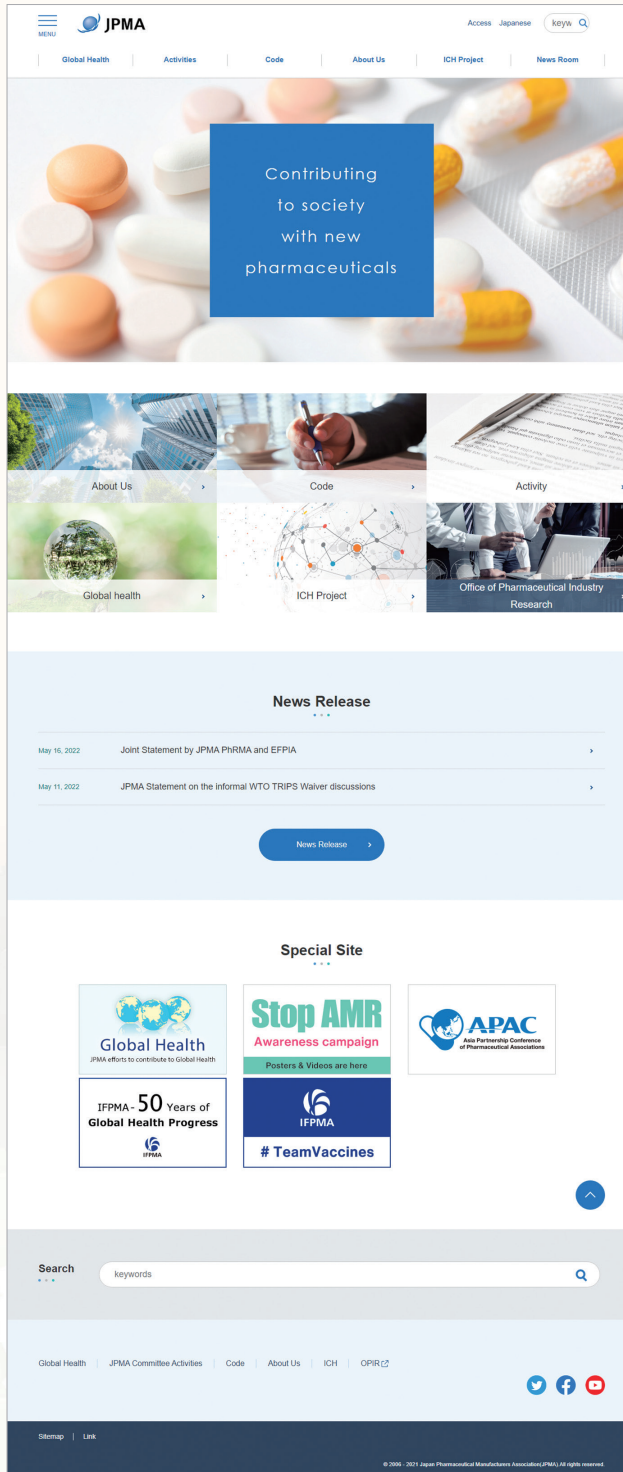 MENU
JPMA
Access Japanese
keyw
Global Health
Activities
Code
About Us
ICH Project
News Room
Contributing
to society
with new
pharmaceuticals
About Us
Code
Activity
Global health
ICH Project
Office of Pharmaceutical Industry
Research
News Release
May 16, 2022 Joint Statement by JPMA PhRMA and EFPIA
May 11, 2022 JPMA Statement on the informal WTO TRIPS Waiver discussions
News Release
Special Site
Global Health
JPMA efforts to contribute to Global Health
Stop AMR
Awareness campaign
Posters & Videos are here
APAC
Asia Partnership Conference
of Pharmaceutical Associations
IFPMA- 50 Years of
Global Health Progress
IFPMA
IFPMA
# TeamVaccines
Search
keywords
Global Health | JPMA Committee Activities | Code | About Us | ICH | OPIR
Sitemap | Link
© 2006 - 2021 Japan Pharmaceutical Manufacturers Association(JPMA) All rights reserved.